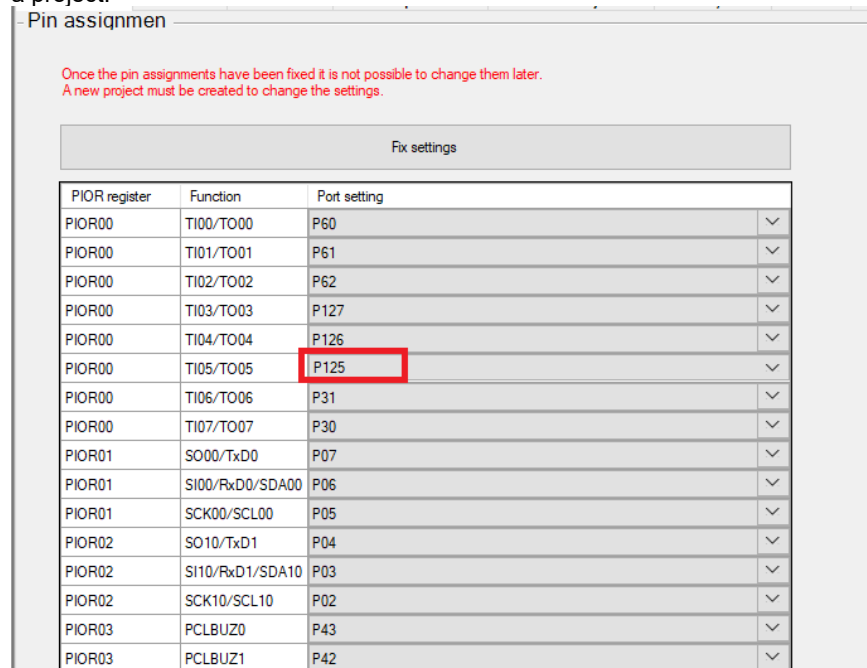 a project.
Pin assignmen
Once the pin assignments have been fixed it is not possible to change them later.
A new project must be created to change the settings.
Fix settings
PIOR register Function Port setting
PIOR00 TI00/TO00 P60
PIOR00 TI01/TO01 P61
PIOR00 TI02/TO02 P62
PIOR00 TI03/TO03 P127
PIOR00 TI04/TO04 P126
PIOR00 TI05/TO05 P125
PIOR00 TI06/TO06 P31
PIOR00 TI07/TO07 P30
PIOR01 SO00/TxD0 P07
PIOR01 SI00/RxD0/SDA00 P06
PIOR01 SCK00/SCL00 P05
PIOR02 SO10/TxD1 P04
PIOR02 SI10/RxD1/SDA10 P03
PIOR02 SCK10/SCL10 P02
PIOR03 PCLBUZ0 P43
PIOR03 PCLBUZ1 P42